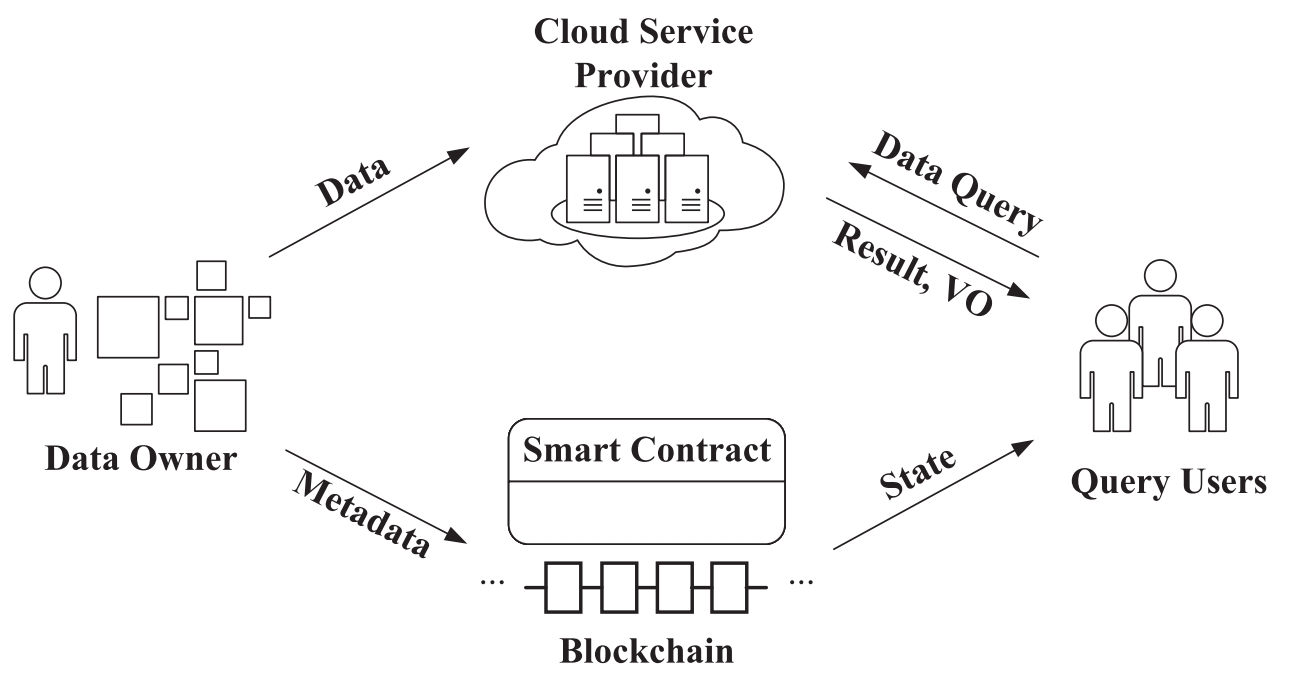 Cloud Service
Provider
Data
Data Query
Result, VO
Data Owner
Smart Contract
Query Users
Metadata
State
...
...
Blockchain